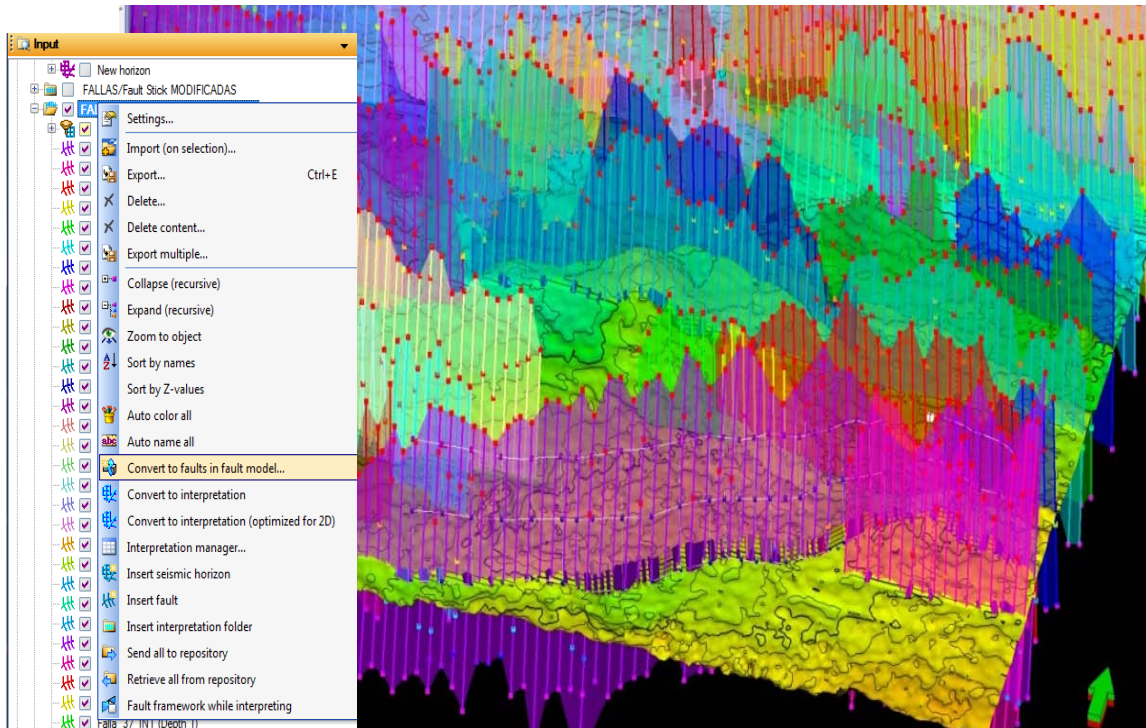 Input
New horizon
FALLAS/Fault Stick MODIFICADAS
Settings...
Import (on selection)...
Export... Ctrl+E
Delete...
Delete content...
Export multiple...
Collapse (recursive)
Expand (recursive)
Zoom to object
Sort by names
Sort by Z-values
Auto color all
Auto name all
Convert to faults in fault model...
Convert to interpretation
Convert to interpretation (optimized for 2D)
Interpretation manager...
Insert seismic horizon
Insert fault
Insert interpretation folder
Send all to repository
Retrieve all from repository
Fault framework while interpreting
Falla_37_INT (Depth 1)